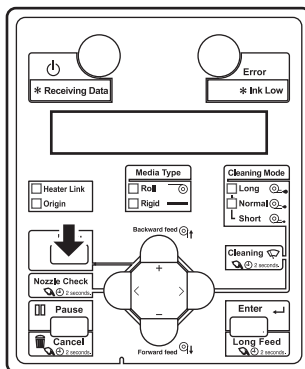 Error
* Receiving Data
* Ink Low
Media Type
Roll
Rigid
Cleaning Mode
Long
Normal
Short
Heater Link
Origin
Backward feed
+
Cleaning
2 seconds.
< >
Nozzle Check
2 seconds.
Pause
Enter
−
Cancel
2 seconds.
Forward feed
Long Feed
2 seconds.